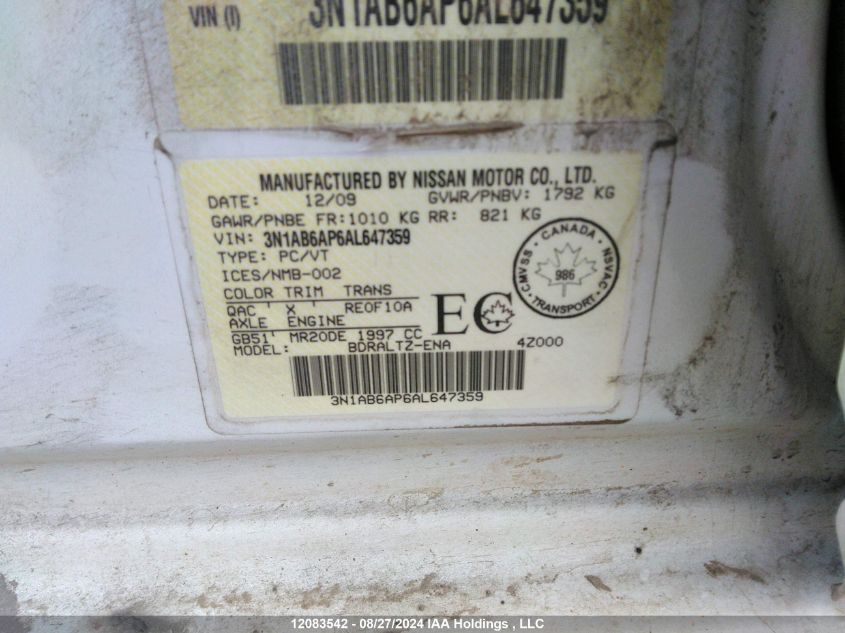 VIN (I) 3N1AB6AP6AL647359
MANUFACTURED BY NISSAN MOTOR CO., LTD.
DATE: 12/09 GVWR/PNBV: 1792 KG
GAWR/PNBE FR:1010 KG RR: 821 KG
VIN: 3N1AB6AP6AL647359
TYPE: PC/VT
ICES/NMB-002
COLOR TRIM TRANS
QAC ' X ' RE0F10A
AXLE ENGINE
GB51' MR20DE 1997 CC
MODEL: BDRALTZ-ENA 4Z000
EC
CANADA
CMVSS · NSVAC
986
TRANSPORT
3N1AB6AP6AL647359
12083542 - 08/27/2024 IAA Holdings , LLC